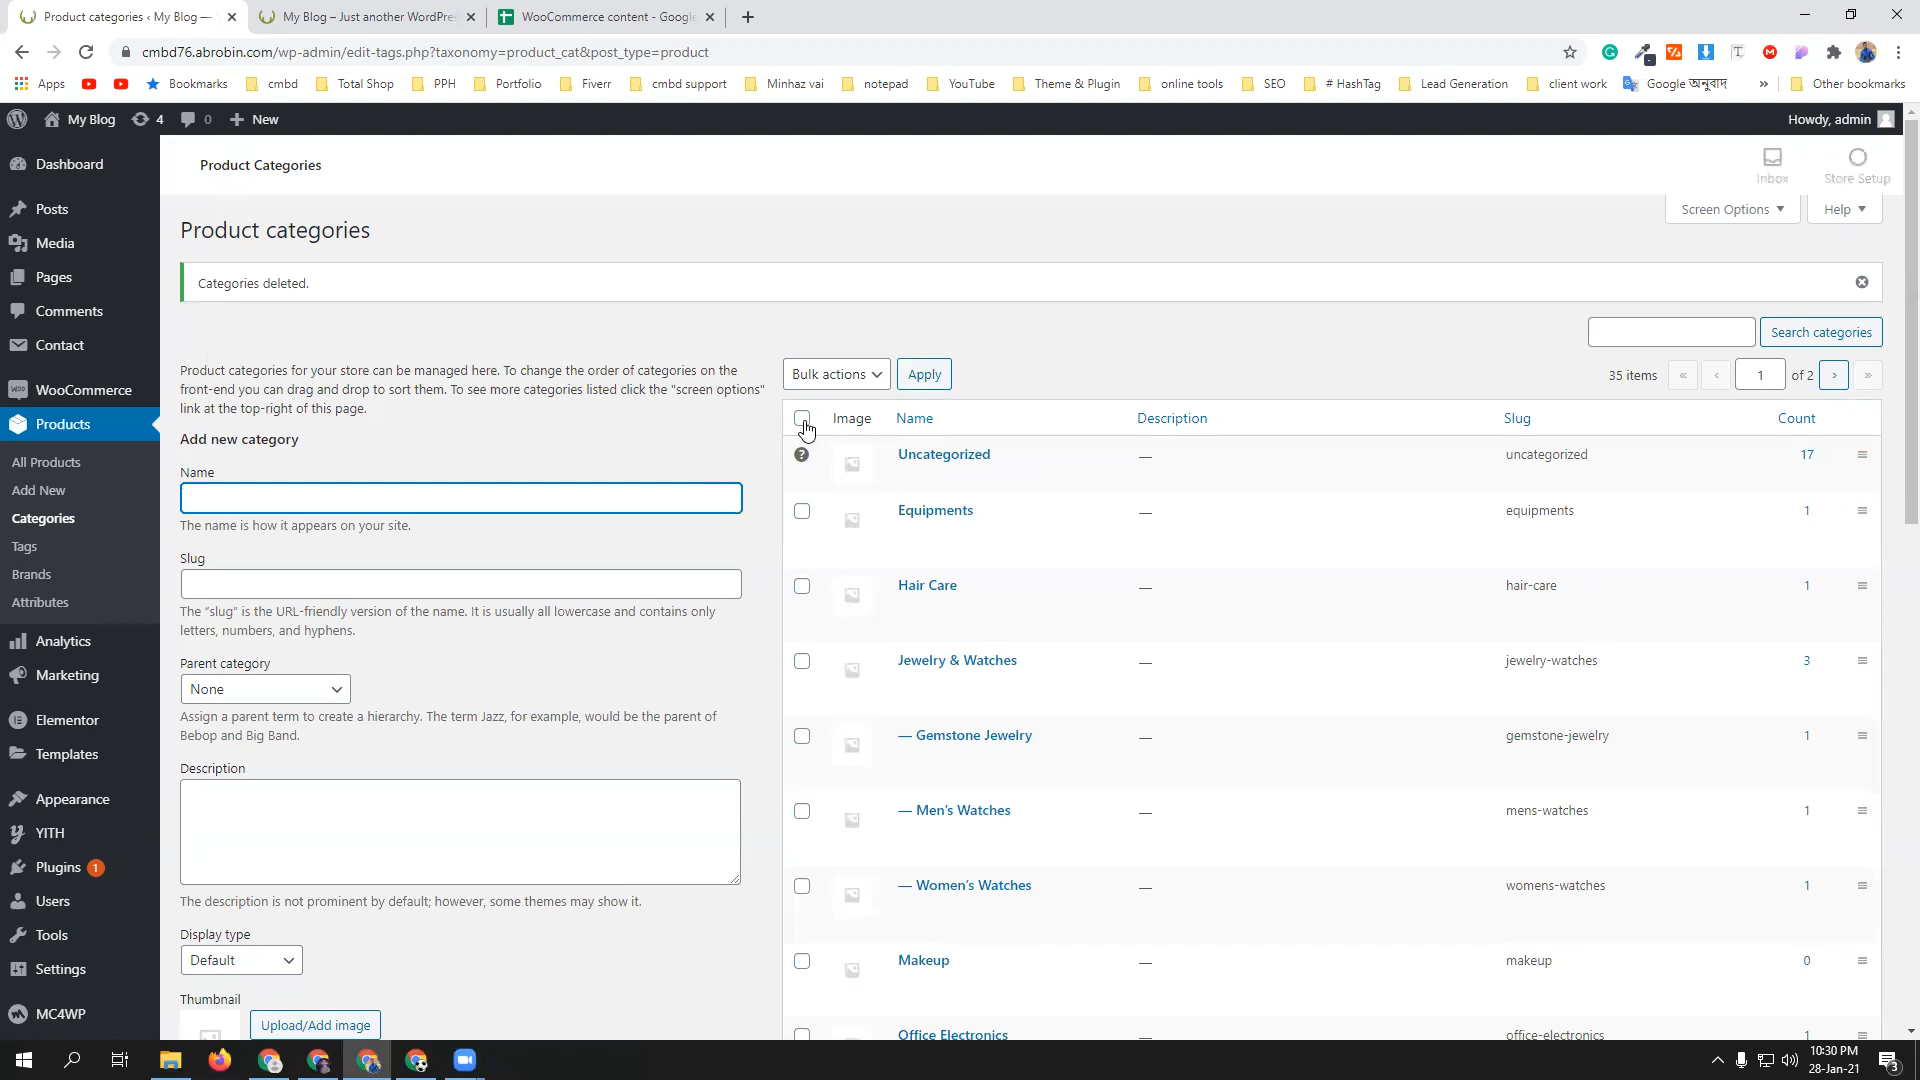 Product categories ‹ My Blog —
My Blog – Just another WordPre
WooCommerce content - Google
cmbd76.abrobin.com/wp-admin/edit-tags.php?taxonomy=product_cat&post_type=product
Apps
Bookmarks
cmbd
Total Shop
PPH
Portfolio
Fiverr
cmbd support
Minhaz vai
notepad
YouTube
Theme & Plugin
online tools
SEO
# HashTag
Lead Generation
client work
Google অনুবাদ
»
Other bookmarks
My Blog
4
0
New
Howdy, admin
Dashboard
Posts
Media
Pages
Comments
Contact
WooCommerce
Products
All Products
Add New
Categories
Tags
Brands
Attributes
Analytics
Marketing
Elementor
Templates
Appearance
YITH
Plugins 1
Users
Tools
Settings
MC4WP
Product Categories
Inbox
Store Setup
Screen Options
Help
Product categories
Categories deleted.
Search categories
Product categories for your store can be managed here. To change the order of categories on the
front-end you can drag and drop to sort them. To see more categories listed click the "screen options"
link at the top-right of this page.
Add new category
Name
The name is how it appears on your site.
Slug
The “slug” is the URL-friendly version of the name. It is usually all lowercase and contains only
letters, numbers, and hyphens.
Parent category
None
Assign a parent term to create a hierarchy. The term Jazz, for example, would be the parent of
Bebop and Big Band.
Description
The description is not prominent by default; however, some themes may show it.
Display type
Default
Thumbnail
Upload/Add image
Bulk actions
Apply
35 items « ‹ 1 of 2 › »
Image Name Description Slug Count
Uncategorized — uncategorized 17
Equipments — equipments 1
Hair Care — hair-care 1
Jewelry & Watches — jewelry-watches 3
— Gemstone Jewelry — gemstone-jewelry 1
— Men’s Watches — mens-watches 1
— Women’s Watches — womens-watches 1
Makeup — makeup 0
Office Electronics — office-electronics 1
10:30 PM
28-Jan-21
3